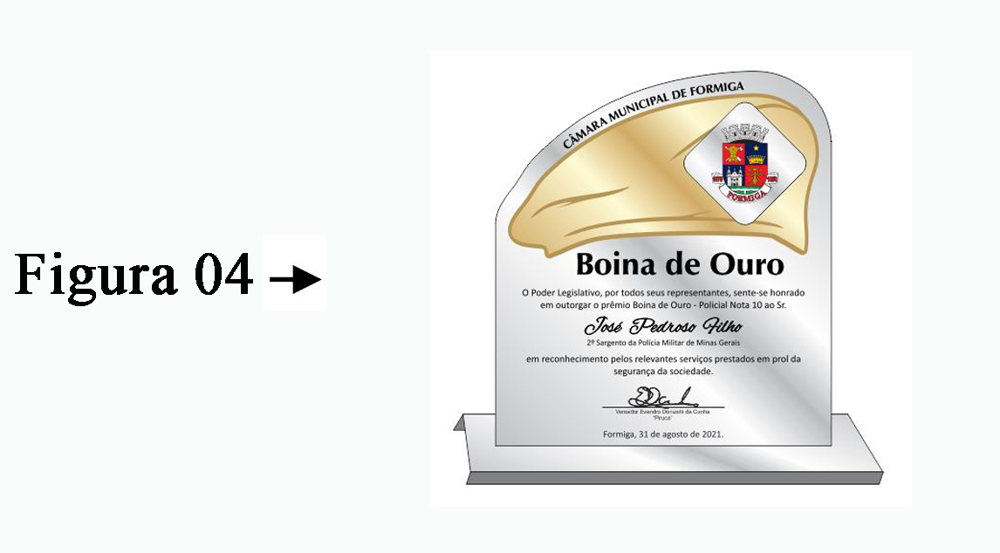 Figura 04
CÂMARA MUNICIPAL DE FORMIGA
FORMIGA
Boina de Ouro
O Poder Legislativo, por todos seus representantes, sente-se honrado
em outorgar o prêmio Boina de Ouro - Policial Nota 10 ao Sr.
José Pedroso Filho
2º Sargento da Polícia Militar de Minas Gerais
em reconhecimento pelos relevantes serviços prestados em prol da
segurança da sociedade.
Vereador Evandro Donizetti da Cunha
"Piruca"
Formiga, 31 de agosto de 2021.